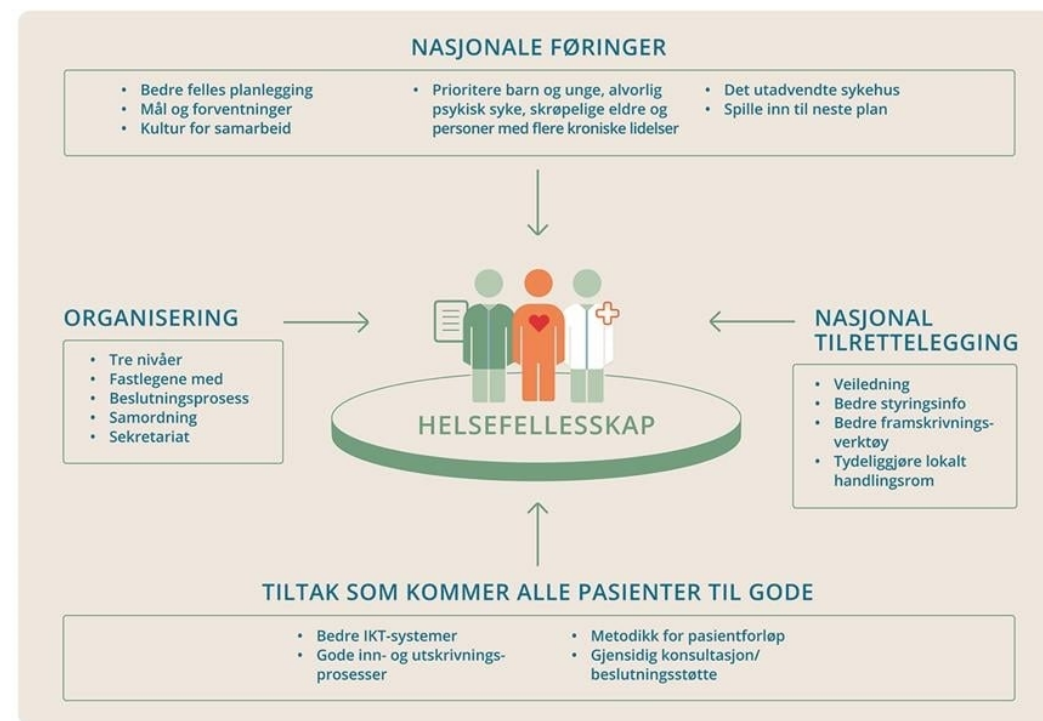 NASJONALE FØRINGER
• Bedre felles planlegging
• Mål og forventninger
• Kultur for samarbeid
• Prioritere barn og unge, alvorlig
psykisk syke, skrøpelige eldre og
personer med flere kroniske lidelser
• Det utadvendte sykehus
• Spille inn til neste plan
ORGANISERING
• Tre nivåer
• Fastlegene med
• Beslutningsprosess
• Samordning
• Sekretariat
HELSEFELLESSKAP
NASJONAL
TILRETTELEGGING
• Veiledning
• Bedre styringsinfo
• Bedre framskrivnings-
verktøy
• Tydeliggjøre lokalt
handlingsrom
TILTAK SOM KOMMER ALLE PASIENTER TIL GODE
• Bedre IKT-systemer
• Gode inn- og utskrivnings-
prosesser
• Metodikk for pasientforløp
• Gjensidig konsultasjon/
beslutningsstøtte